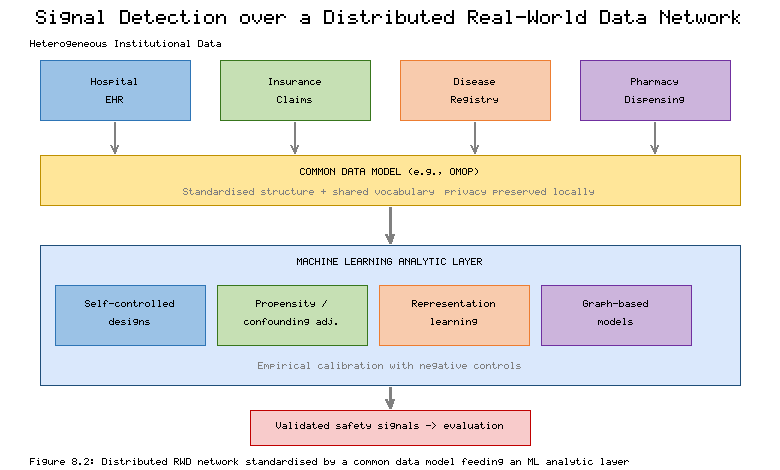 Signal Detection over a Distributed Real-World Data Network
Heterogeneous Institutional Data
Hospital
EHR
Insurance
Claims
Disease
Registry
Pharmacy
Dispensing
COMMON DATA MODEL (e.g., OMOP)
Standardised structure + shared vocabulary privacy preserved locally
MACHINE LEARNING ANALYTIC LAYER
Self-controlled
designs
Propensity /
confounding adj.
Representation
learning
Graph-based
models
Empirical calibration with negative controls
Validated safety signals -> evaluation
Figure 8.2: Distributed RWD network standardised by a common data model feeding an ML analytic layer